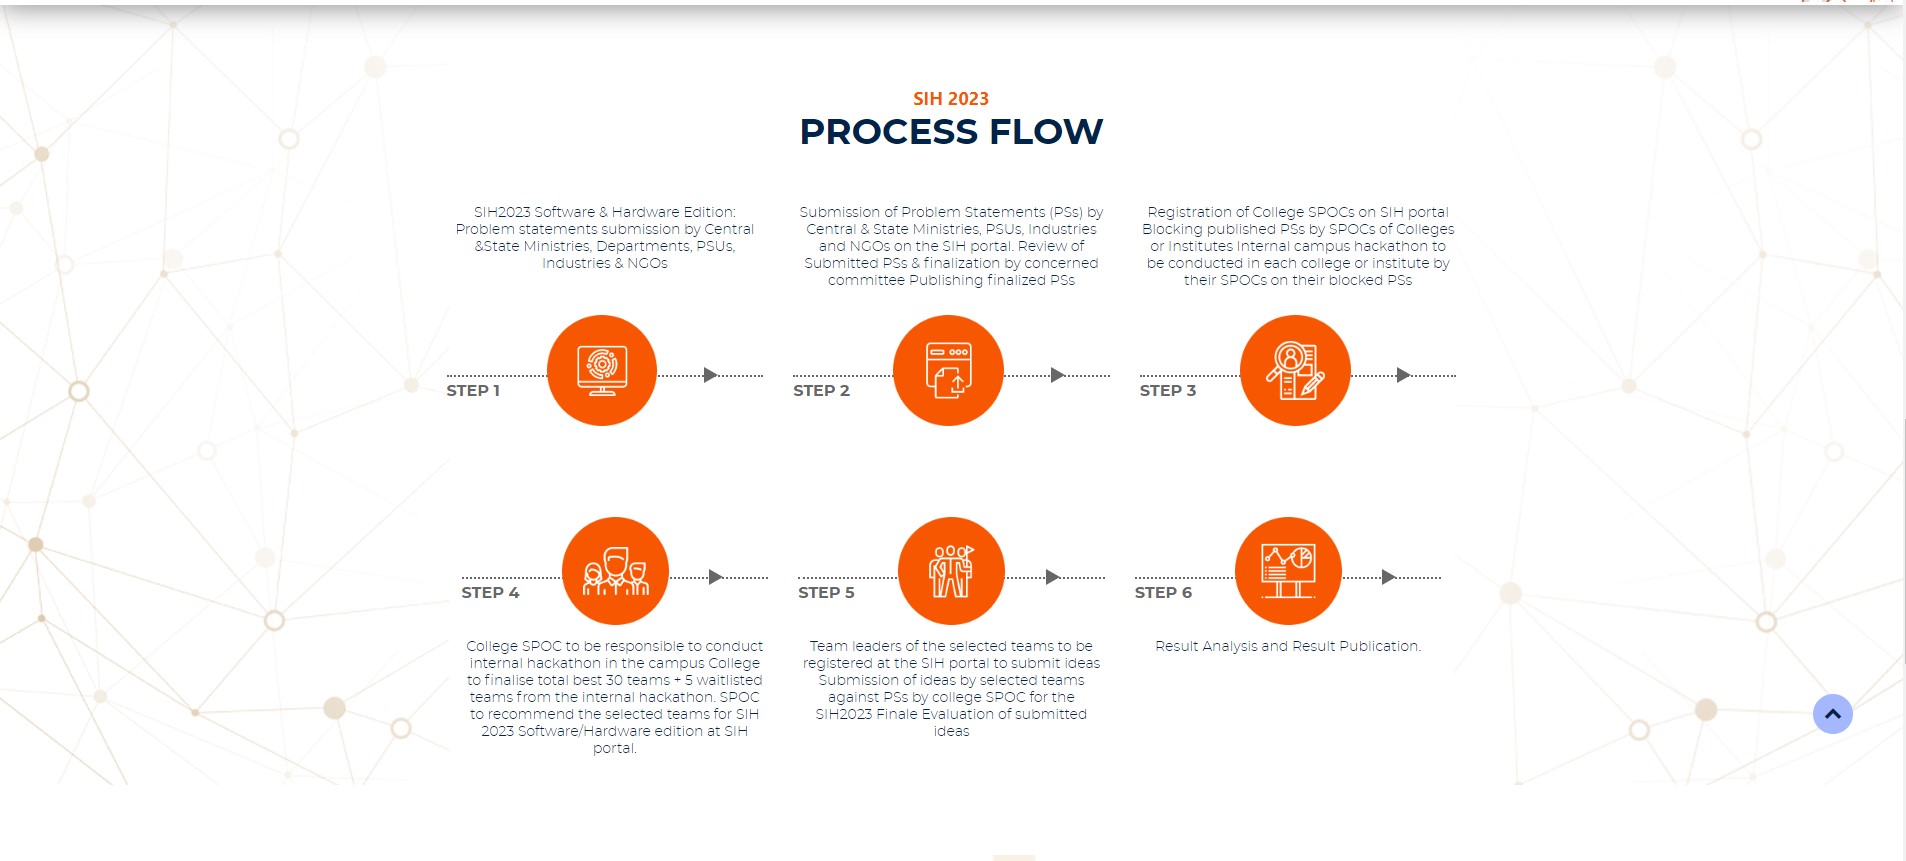 SIH 2023
PROCESS FLOW
SIH2023 Software & Hardware Edition:
Problem statements submission by Central
&State Ministries, Departments, PSUs,
Industries & NGOs
Submission of Problem Statements (PSs) by
Central & State Ministries, PSUs, Industries
and NGOs on the SIH portal. Review of
Submitted PSs & finalization by concerned
committee Publishing finalized PSs
Registration of College SPOCs on SIH portal
Blocking published PSs by SPOCs of Colleges
or Institutes Internal campus hackathon to
be conducted in each college or institute by
their SPOCs on their blocked PSs
STEP 1
STEP 2
STEP 3
STEP 4
College SPOC to be responsible to conduct
internal hackathon in the campus College
to finalise total best 30 teams + 5 waitlisted
teams from the internal hackathon. SPOC
to recommend the selected teams for SIH
2023 Software/Hardware edition at SIH
portal.
STEP 5
Team leaders of the selected teams to be
registered at the SIH portal to submit ideas
Submission of ideas by selected teams
against PSs by college SPOC for the
SIH2023 Finale Evaluation of submitted
ideas
STEP 6
Result Analysis and Result Publication.